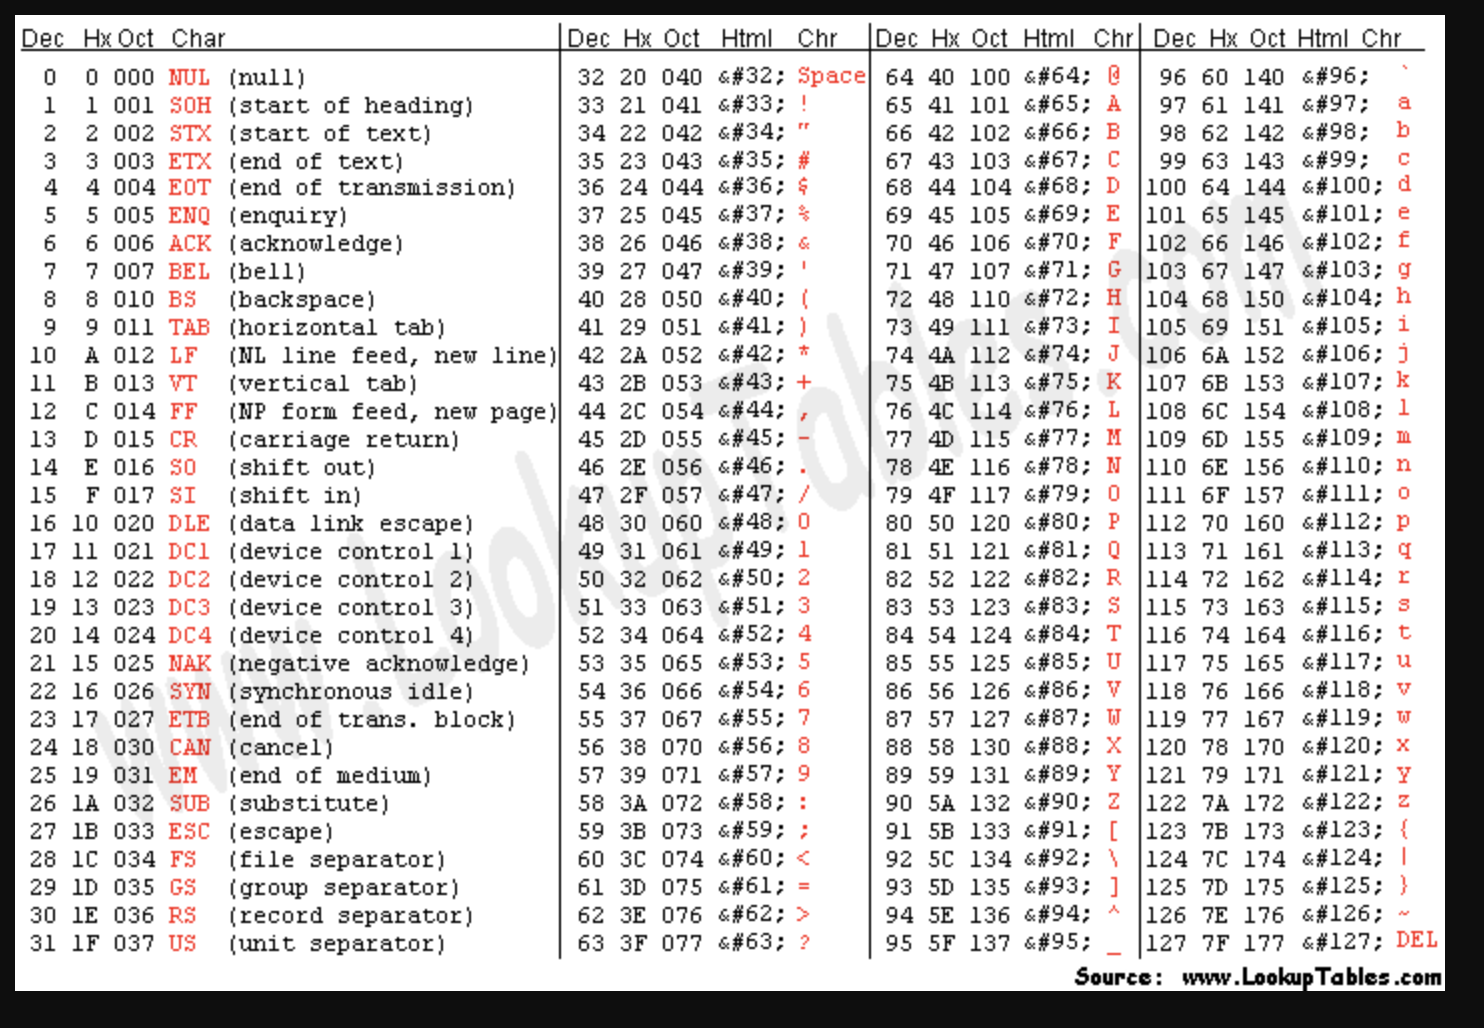 Dec Hx Oct Char Dec Hx Oct Html Chr Dec Hx Oct Html Chr Dec Hx Oct Html Chr
0 0 000 NUL (null) 32 20 040 &#32; Space 64 40 100 &#64; @ 96 60 140 &#96; `
1 1 001 SOH (start of heading) 33 21 041 &#33; ! 65 41 101 &#65; A 97 61 141 &#97; a
2 2 002 STX (start of text) 34 22 042 &#34; " 66 42 102 &#66; B 98 62 142 &#98; b
3 3 003 ETX (end of text) 35 23 043 &#35; # 67 43 103 &#67; C 99 63 143 &#99; c
4 4 004 EOT (end of transmission) 36 24 044 &#36; $ 68 44 104 &#68; D 100 64 144 &#100; d
5 5 005 ENQ (enquiry) 37 25 045 &#37; % 69 45 105 &#69; E 101 65 145 &#101; e
6 6 006 ACK (acknowledge) 38 26 046 &#38; & 70 46 106 &#70; F 102 66 146 &#102; f
7 7 007 BEL (bell) 39 27 047 &#39; ' 71 47 107 &#71; G 103 67 147 &#103; g
8 8 010 BS (backspace) 40 28 050 &#40; ( 72 48 110 &#72; H 104 68 150 &#104; h
9 9 011 TAB (horizontal tab) 41 29 051 &#41; ) 73 49 111 &#73; I 105 69 151 &#105; i
10 A 012 LF (NL line feed, new line) 42 2A 052 &#42; * 74 4A 112 &#74; J 106 6A 152 &#106; j
11 B 013 VT (vertical tab) 43 2B 053 &#43; + 75 4B 113 &#75; K 107 6B 153 &#107; k
12 C 014 FF (NP form feed, new page) 44 2C 054 &#44; , 76 4C 114 &#76; L 108 6C 154 &#108; l
13 D 015 CR (carriage return) 45 2D 055 &#45; - 77 4D 115 &#77; M 109 6D 155 &#109; m
14 E 016 SO (shift out) 46 2E 056 &#46; . 78 4E 116 &#78; N 110 6E 156 &#110; n
15 F 017 SI (shift in) 47 2F 057 &#47; / 79 4F 117 &#79; O 111 6F 157 &#111; o
16 10 020 DLE (data link escape) 48 30 060 &#48; 0 80 50 120 &#80; P 112 70 160 &#112; p
17 11 021 DC1 (device control 1) 49 31 061 &#49; 1 81 51 121 &#81; Q 113 71 161 &#113; q
18 12 022 DC2 (device control 2) 50 32 062 &#50; 2 82 52 122 &#82; R 114 72 162 &#114; r
19 13 023 DC3 (device control 3) 51 33 063 &#51; 3 83 53 123 &#83; S 115 73 163 &#115; s
20 14 024 DC4 (device control 4) 52 34 064 &#52; 4 84 54 124 &#84; T 116 74 164 &#116; t
21 15 025 NAK (negative acknowledge) 53 35 065 &#53; 5 85 55 125 &#85; U 117 75 165 &#117; u
22 16 026 SYN (synchronous idle) 54 36 066 &#54; 6 86 56 126 &#86; V 118 76 166 &#118; v
23 17 027 ETB (end of trans. block) 55 37 067 &#55; 7 87 57 127 &#87; W 119 77 167 &#119; w
24 18 030 CAN (cancel) 56 38 070 &#56; 8 88 58 130 &#88; X 120 78 170 &#120; x
25 19 031 EM (end of medium) 57 39 071 &#57; 9 89 59 131 &#89; Y 121 79 171 &#121; y
26 1A 032 SUB (substitute) 58 3A 072 &#58; : 90 5A 132 &#90; Z 122 7A 172 &#122; z
27 1B 033 ESC (escape) 59 3B 073 &#59; ; 91 5B 133 &#91; [ 123 7B 173 &#123; {
28 1C 034 FS (file separator) 60 3C 074 &#60; < 92 5C 134 &#92; \ 124 7C 174 &#124; |
29 1D 035 GS (group separator) 61 3D 075 &#61; = 93 5D 135 &#93; ] 125 7D 175 &#125; }
30 1E 036 RS (record separator) 62 3E 076 &#62; > 94 5E 136 &#94; ^ 126 7E 176 &#126; ~
31 1F 037 US (unit separator) 63 3F 077 &#63; ? 95 5F 137 &#95; _ 127 7F 177 &#127; DEL
Source: www.LookupTables.com
www.LookupTables.com